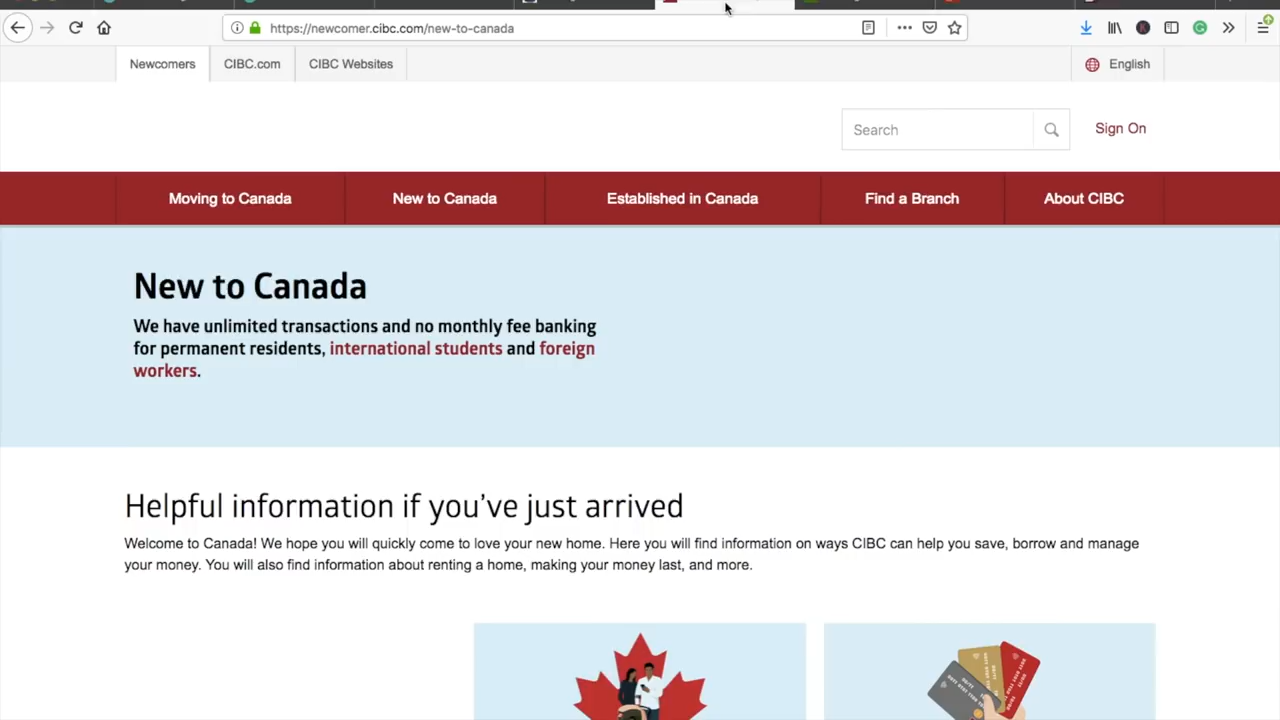 https://newcomer.cibc.com/new-to-canada
Newcomers
CIBC.com
CIBC Websites
English
Search
Sign On
Moving to Canada
New to Canada
Established in Canada
Find a Branch
About CIBC
New to Canada
We have unlimited transactions and no monthly fee banking
for permanent residents, international students and foreign
workers.
Helpful information if you've just arrived
Welcome to Canada! We hope you will quickly come to love your new home. Here you will find information on ways CIBC can help you save, borrow and manage
your money. You will also find information about renting a home, making your money last, and more.